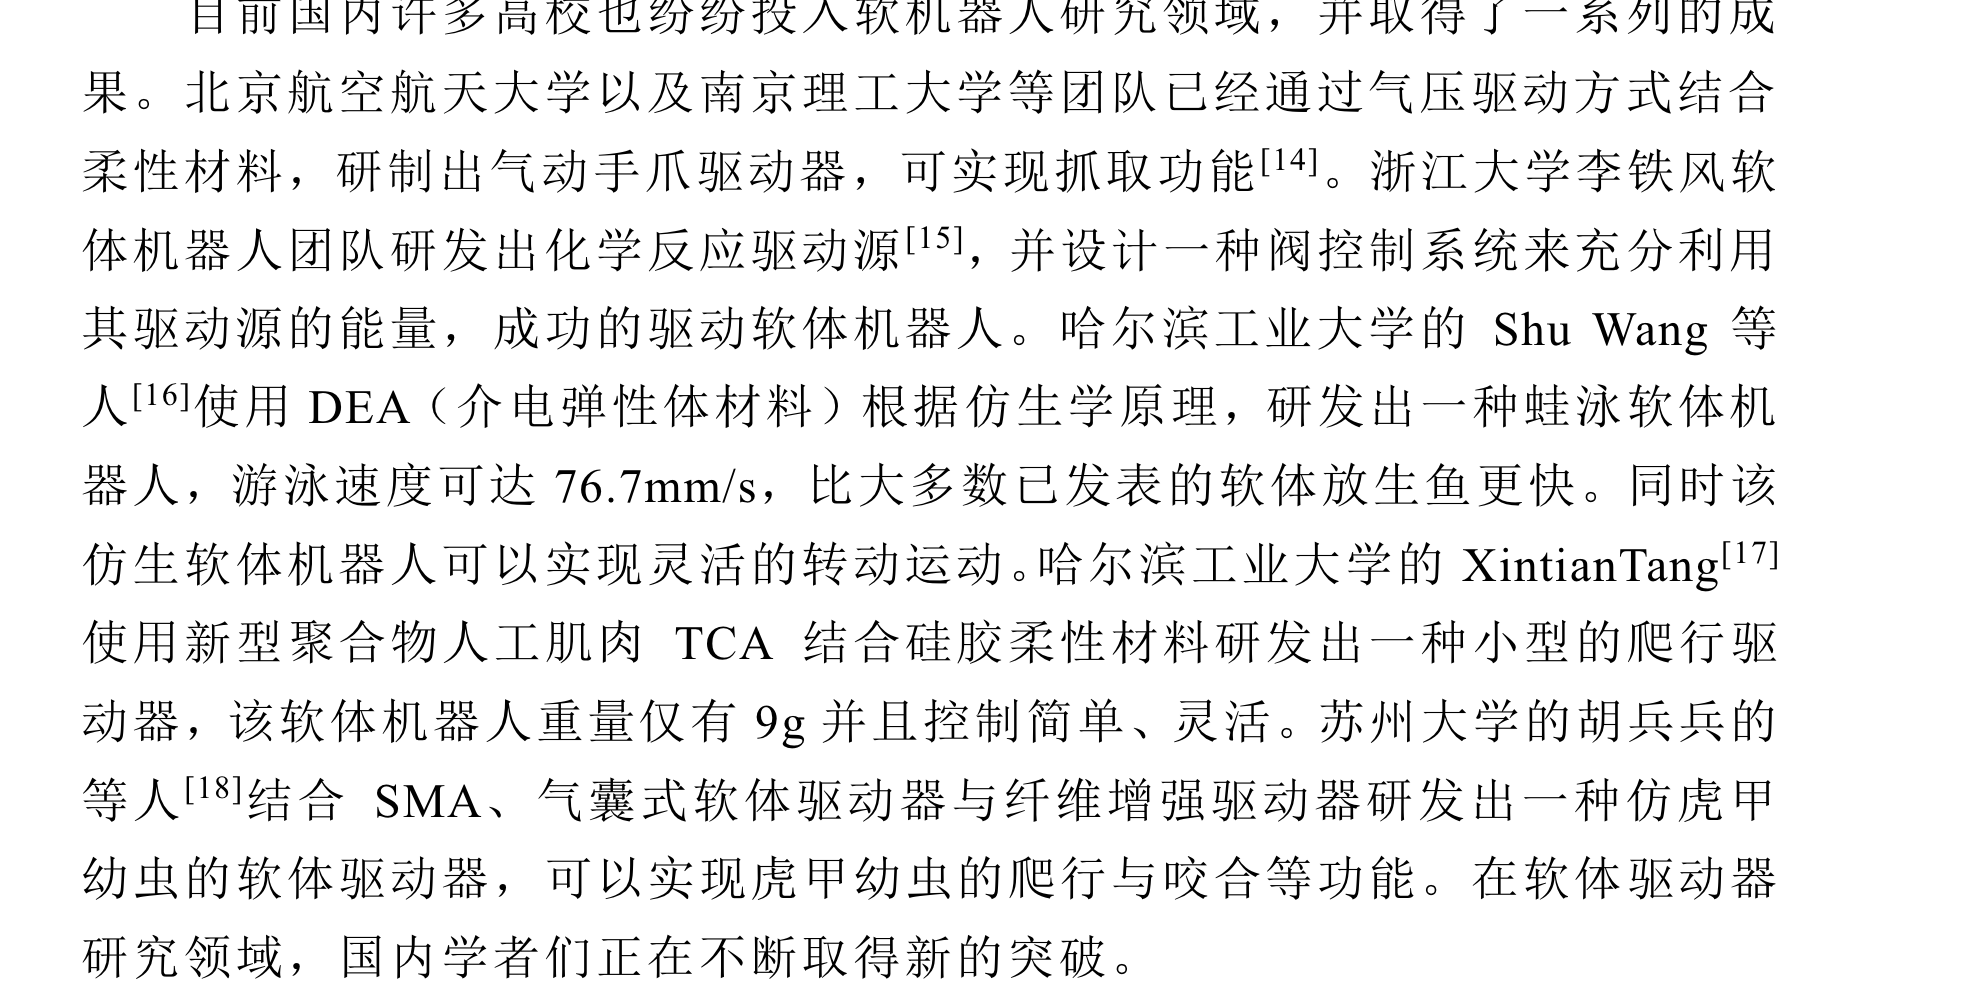 目前国内许多高校也纷纷投入软机器人研究领域，并取得了一系列的成
果。北京航空航天大学以及南京理工大学等团队已经通过气压驱动方式结合
柔性材料，研制出气动手爪驱动器，可实现抓取功能[14]。浙江大学李铁风软
体机器人团队研发出化学反应驱动源[15]，并设计一种阀控制系统来充分利用
其驱动源的能量，成功的驱动软体机器人。哈尔滨工业大学的 Shu Wang 等
人[16]使用 DEA（介电弹性体材料）根据仿生学原理，研发出一种蛙泳软体机
器人，游泳速度可达 76.7mm/s，比大多数已发表的软体放生鱼更快。同时该
仿生软体机器人可以实现灵活的转动运动。哈尔滨工业大学的 XintianTang[17]
使用新型聚合物人工肌肉 TCA 结合硅胶柔性材料研发出一种小型的爬行驱
动器，该软体机器人重量仅有 9g 并且控制简单、灵活。苏州大学的胡兵兵的
等人[18]结合 SMA、气囊式软体驱动器与纤维增强驱动器研发出一种仿虎甲
幼虫的软体驱动器，可以实现虎甲幼虫的爬行与咬合等功能。在软体驱动器
研究领域，国内学者们正在不断取得新的突破。